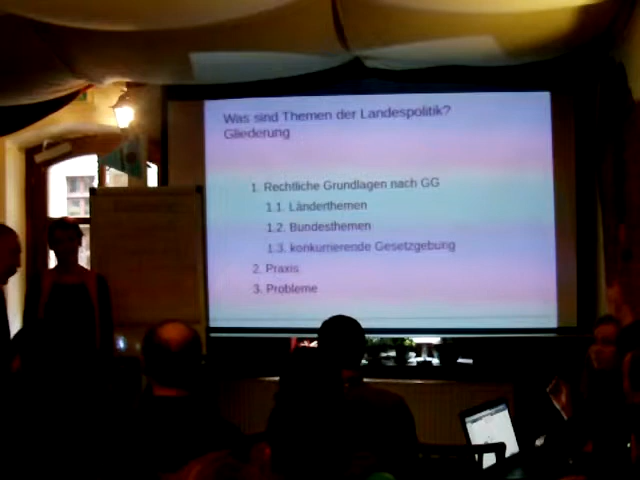 Was sind Themen der Landespolitik?
Gliederung
1. Rechtliche Grundlagen nach GG
1.1. Länderthemen
1.2. Bundesthemen
1.3. konkurrierende Gesetzgebung
2. Praxis
3. Probleme